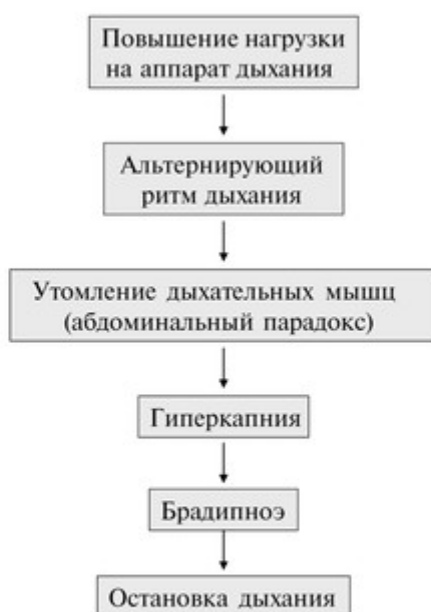 Повышение нагрузки
на аппарат дыхания
Альтернирующий
ритм дыхания
Утомление дыхательных мышц
(абдоминальный парадокс)
Гиперкапния
Брадипноэ
Остановка дыхания